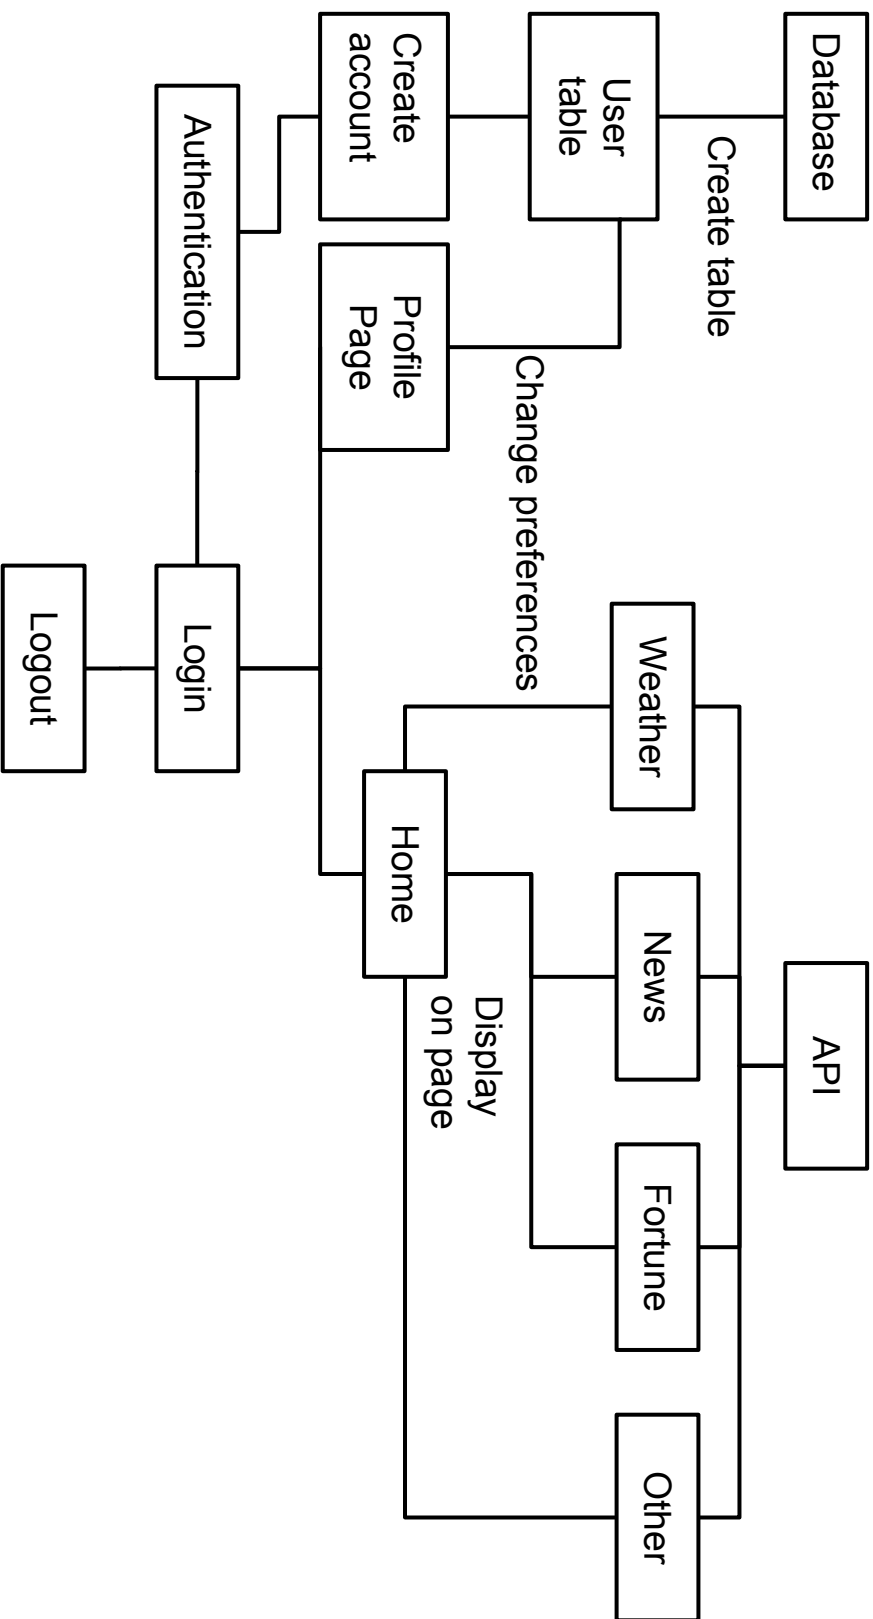 Database
API
Create table
User
table
Weather
News
Fortune
Other
Change preferences
Create
account
Profile
Page
Home
Display
on page
Authentication
Login
Logout